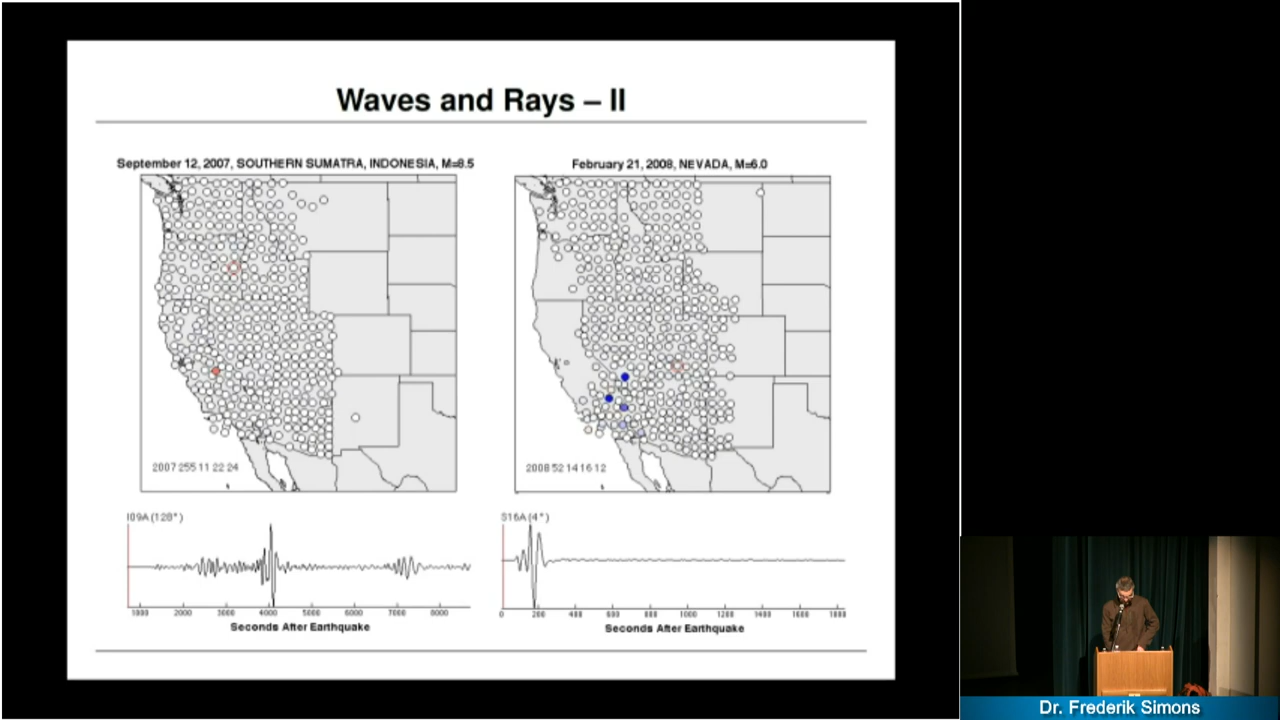 Waves and Rays – II
September 12, 2007, SOUTHERN SUMATRA, INDONESIA, M=8.5
February 21, 2008, NEVADA, M=6.0
2007 255 11 22 24
2008 52 14 16 12
I09A (128°)
S16A (4°)
1000 2000 3000 4000 5000 6000 7000 8000
0 200 400 600 800 1000 1200 1400 1600 1800
Seconds After Earthquake
Seconds After Earthquake
Dr. Frederik Simons